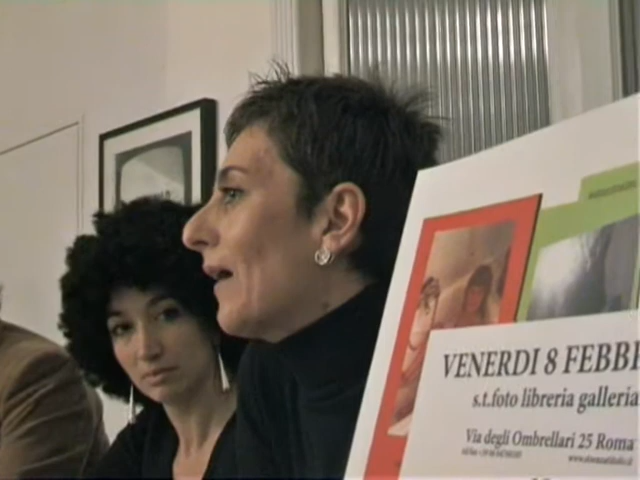 VENERDI 8 FEBB
s.t.foto libreria galleria
Via degli Ombrellari 25 Roma